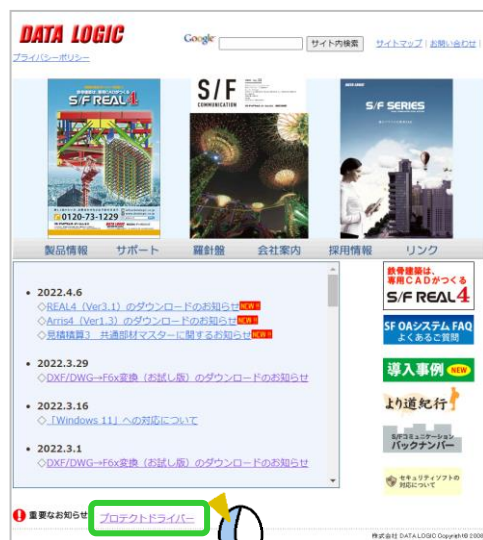 DATA LOGIC
Google
サイト内検索
サイトマップ | お問い合わせ |
プライバシーポリシー
S/F REAL4
0120-73-1229
S/F
COMMUNICATION
DATA LOGIC
S/F SERIES
製品情報 サポート 羅針盤 会社案内 採用情報 リンク
• 2022.4.6
◇REAL4（Ver3.1）のダウンロードのお知らせNEW!!
◇Arris4（Ver1.3）のダウンロードのお知らせNEW!!
◇見積積算3 共通部材マスターに関するお知らせNEW!!
• 2022.3.29
◇DXF/DWG→F6x変換（お試し版）のダウンロードのお知らせ
• 2022.3.16
◇「Windows 11」への対応について
• 2022.3.1
◇DXF/DWG→F6x変換（お試し版）のダウンロードのお知らせ
鉄骨建築は、
専用CADがつくる
S/F REAL4
SF OAシステム FAQ
よくあるご質問
導入事例 NEW
より道紀行
S/Fコミュニケーション
バックナンバー
セキュリティソフトの
対応について
重要なお知らせ プロテクトドライバー
株式会社 DATA LOGIC Copyright© 2008